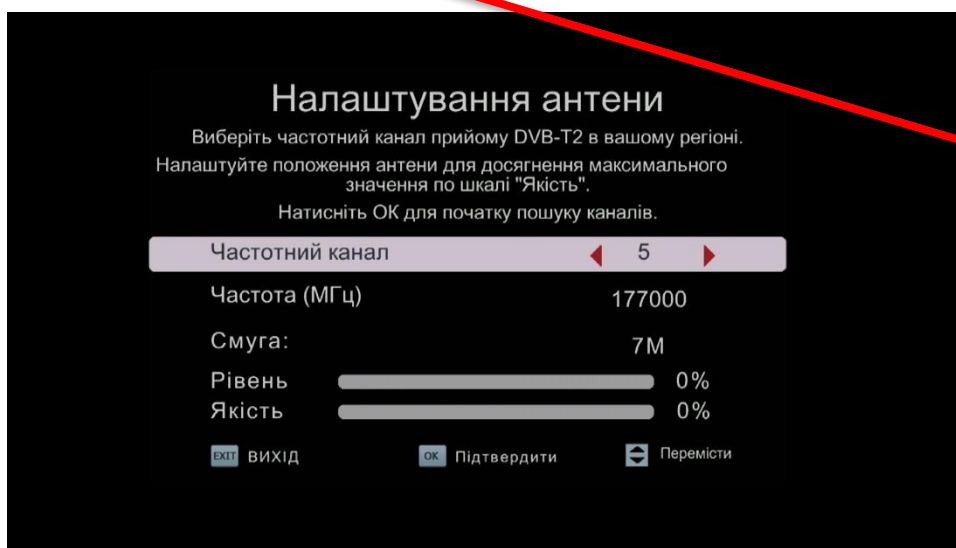 Налаштування антени
Виберіть частотний канал прийому DVB-T2 в вашому регіоні.
Налаштуйте положення антени для досягнення максимального
значення по шкалі "Якість".
Натисніть ОК для початку пошуку каналів.
Частотний канал 5
Частота (МГц) 177000
Смуга: 7M
Рівень 0%
Якість 0%
EXIT ВИХІД OK Підтвердити Перемісти